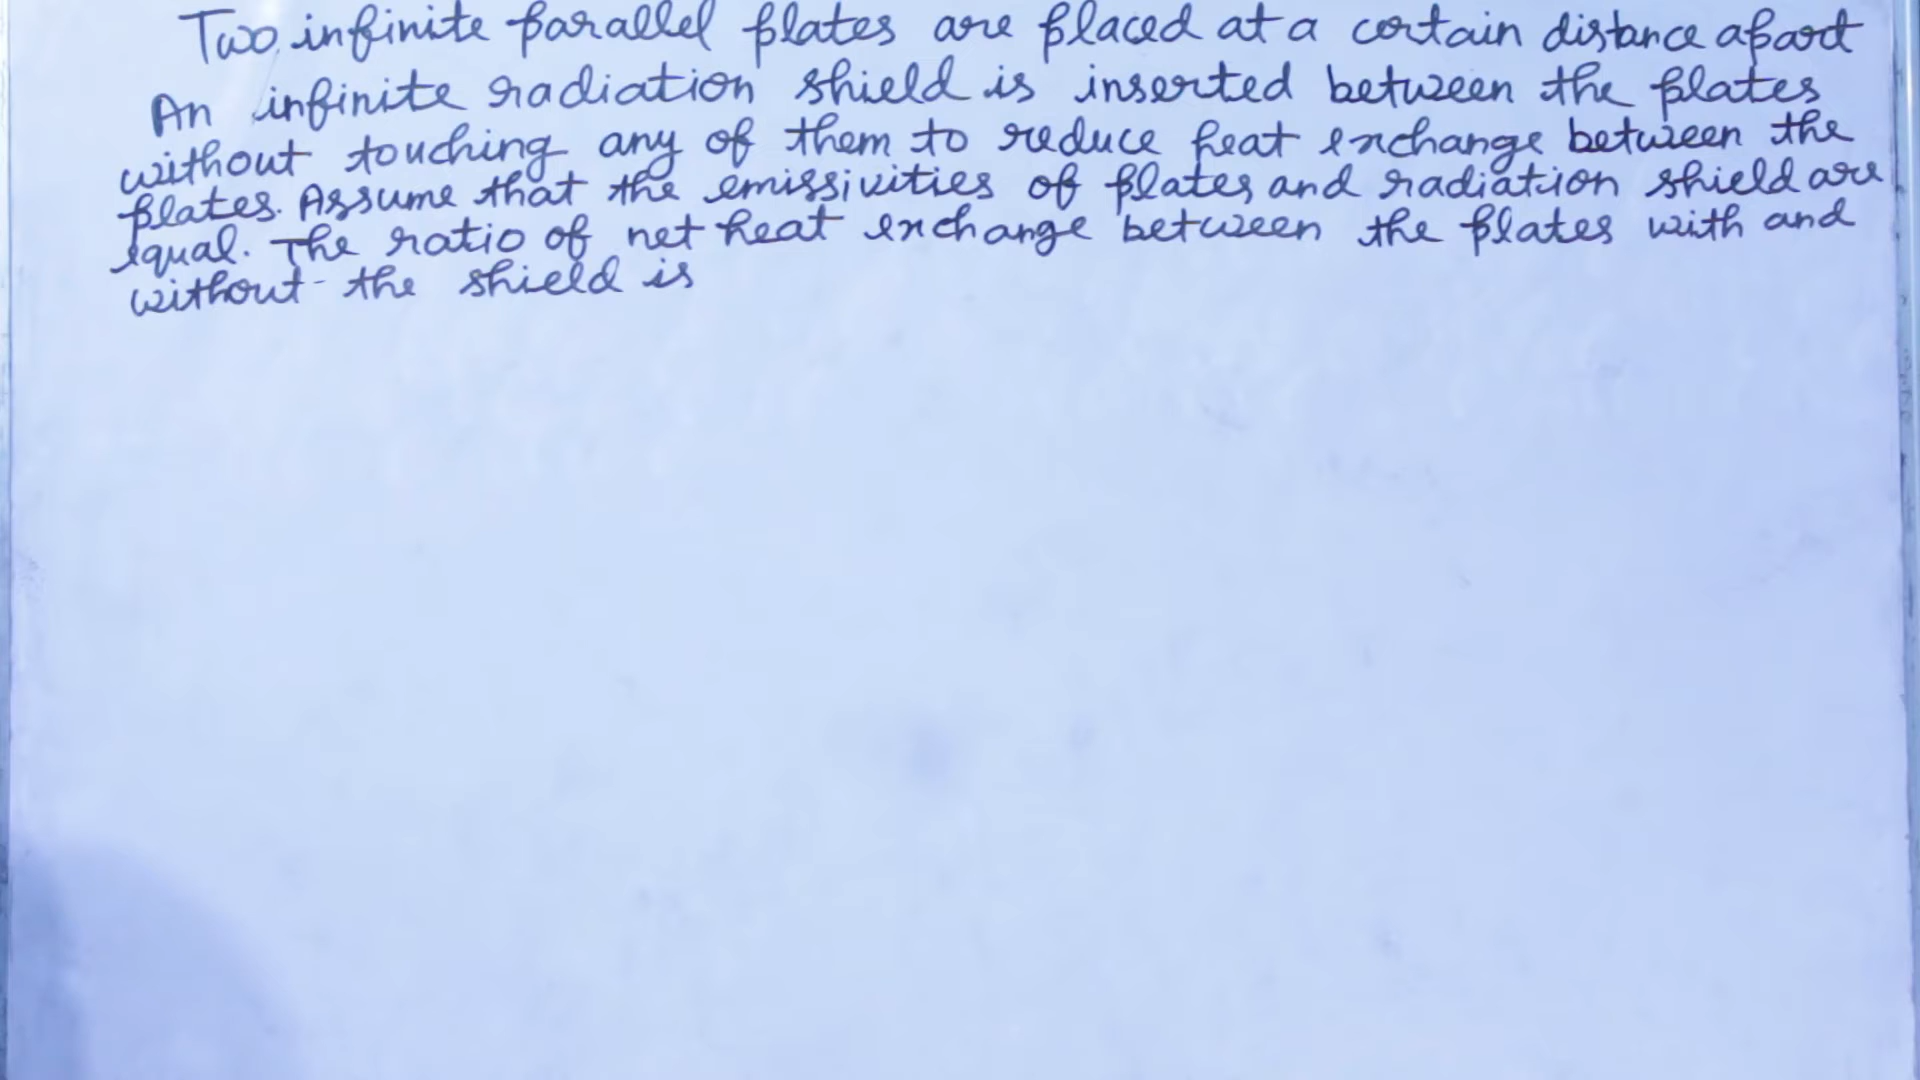 Two infinite parallel plates are placed at a certain distance apart
An infinite radiation shield is inserted between the plates
without touching any of them to reduce heat exchange between the
plates. Assume that the emissivities of plates and radiation shield are
equal. The ratio of net heat exchange between the plates with and
without the shield is